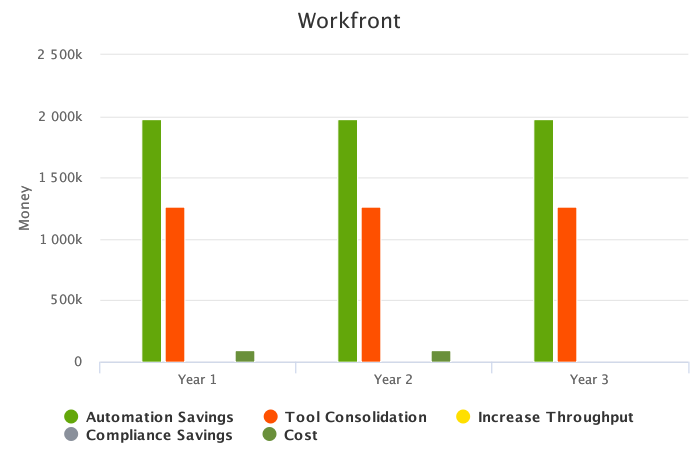 Workfront
2 500k
2 000k
1 500k
1 000k
500k
0
Money
Year 1
Year 2
Year 3
Automation Savings
Tool Consolidation
Increase Throughput
Compliance Savings
Cost